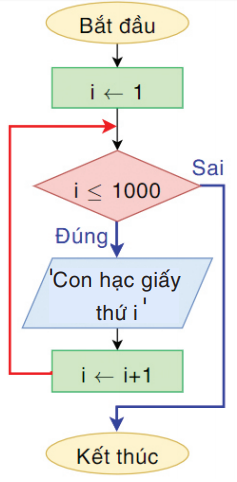 Bắt đầu
i ← 1
i ≤ 1000
Sai
Đúng
'Con hạc giấy
thứ i'
i ← i+1
Kết thúc